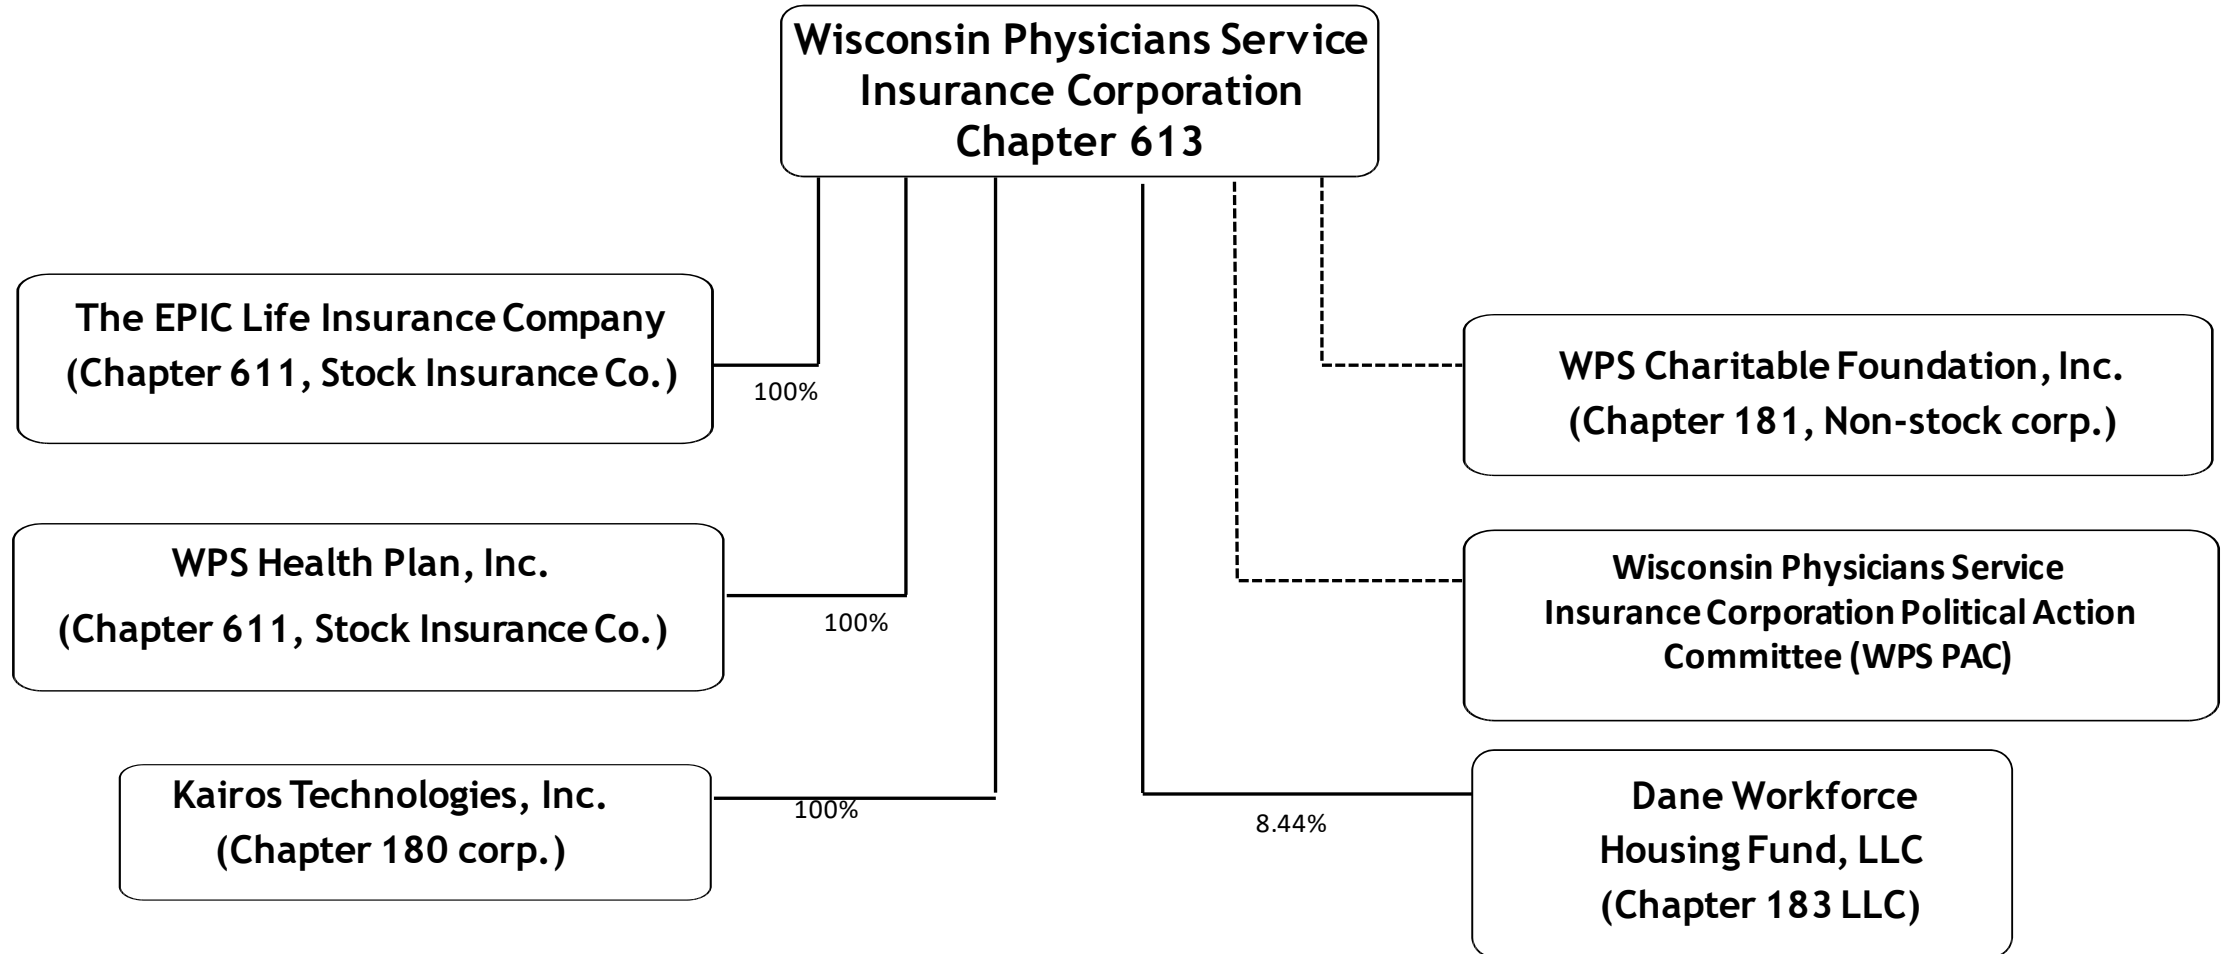 Wisconsin Physicians Service
Insurance Corporation
Chapter 613
The EPIC Life Insurance Company
(Chapter 611, Stock Insurance Co.)
100%
WPS Charitable Foundation, Inc.
(Chapter 181, Non-stock corp.)
WPS Health Plan, Inc.
(Chapter 611, Stock Insurance Co.)
100%
Wisconsin Physicians Service
Insurance Corporation Political Action
Committee (WPS PAC)
Kairos Technologies, Inc.
(Chapter 180 corp.)
100%
8.44%
Dane Workforce
Housing Fund, LLC
(Chapter 183 LLC)